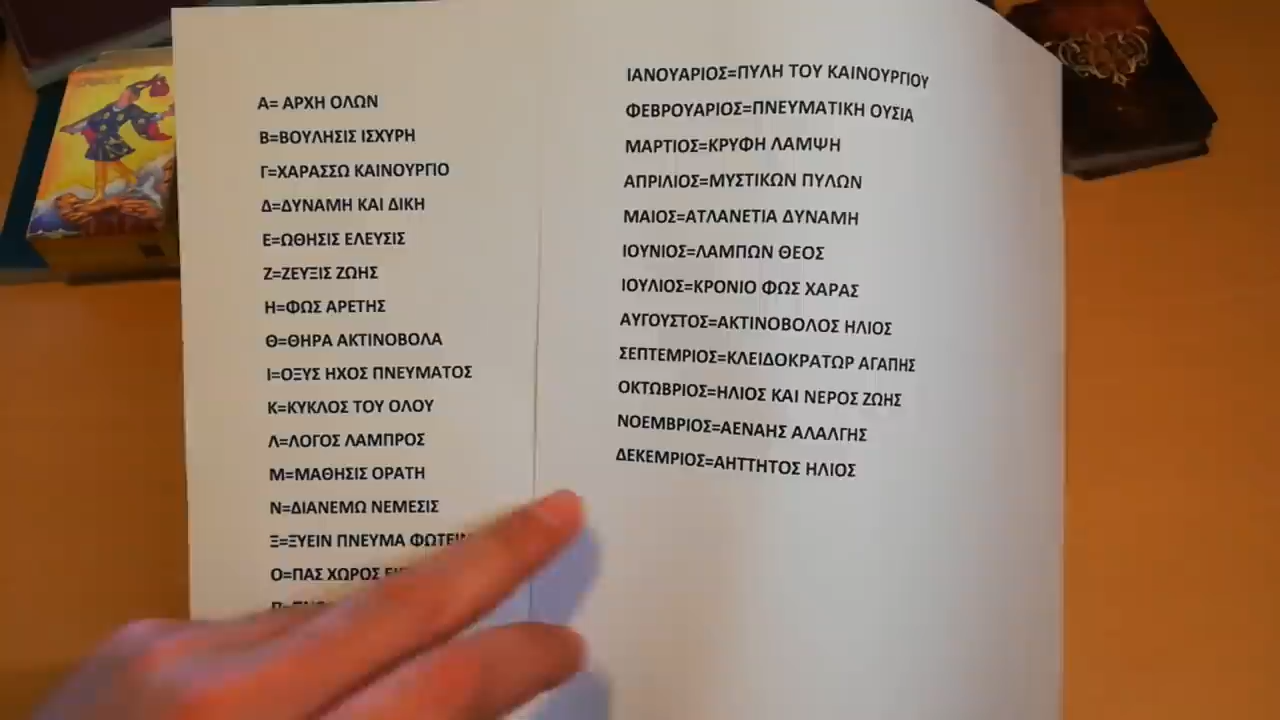 Α= ΑΡΧΗ ΟΛΩΝ
Β=ΒΟΥΛΗΣΙΣ ΙΣΧΥΡΗ
Γ=ΧΑΡΑΣΣΩ ΚΑΙΝΟΥΡΓΙΟ
Δ=ΔΥΝΑΜΗ ΚΑΙ ΔΙΚΗ
Ε=ΩΘΗΣΙΣ ΕΛΕΥΣΙΣ
Ζ=ΖΕΥΞΙΣ ΖΩΗΣ
Η=ΦΩΣ ΑΡΕΤΗΣ
Θ=ΘΗΡΑ ΑΚΤΙΝΟΒΟΛΑ
Ι=ΟΞΥΣ ΗΧΟΣ ΠΝΕΥΜΑΤΟΣ
Κ=ΚΥΚΛΟΣ ΤΟΥ ΟΛΟΥ
Λ=ΛΟΓΟΣ ΛΑΜΠΡΟΣ
Μ=ΜΑΘΗΣΙΣ ΟΡΑΤΗ
Ν=ΔΙΑΝΕΜΩ ΝΕΜΕΣΙΣ
Ξ=ΞΥΕΙΝ ΠΝΕΥΜΑ
Ο=ΠΑΣ ΧΩΡΟΣ
ΙΑΝΟΥΑΡΙΟΣ=ΠΥΛΗ ΤΟΥ ΚΑΙΝΟΥΡΓΙΟΥ
ΦΕΒΡΟΥΑΡΙΟΣ=ΠΝΕΥΜΑΤΙΚΗ ΟΥΣΙΑ
ΜΑΡΤΙΟΣ=ΚΡΥΦΗ ΛΑΜΨΗ
ΑΠΡΙΛΙΟΣ=ΜΥΣΤΙΚΩΝ ΠΥΛΩΝ
ΜΑΙΟΣ=ΑΤΛΑΝΕΤΙΑ ΔΥΝΑΜΗ
ΙΟΥΝΙΟΣ=ΛΑΜΠΩΝ ΘΕΟΣ
ΙΟΥΛΙΟΣ=ΚΡΟΝΙΟ ΦΩΣ ΧΑΡΑΣ
ΑΥΓΟΥΣΤΟΣ=ΑΚΤΙΝΟΒΟΛΟΣ ΗΛΙΟΣ
ΣΕΠΤΕΜΡΙΟΣ=ΚΛΕΙΔΟΚΡΑΤΩΡ ΑΓΑΠΗΣ
ΟΚΤΩΒΡΙΟΣ=ΗΛΙΟΣ ΚΑΙ ΝΕΡΟΣ ΖΩΗΣ
ΝΟΕΜΒΡΙΟΣ=ΑΕΝΑΗΣ ΑΛΑΛΓΗΣ
ΔΕΚΕΜΡΙΟΣ=ΑΗΤΤΗΤΟΣ ΗΛΙΟΣ